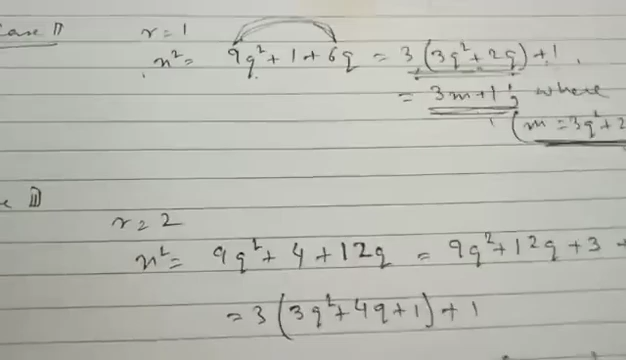 Case II r = 1
n² = 9q² + 1 + 6q = 3(3q² + 2q) + 1
= 3m + 1; where
(m = 3q² + 2
III
r = 2
n² = 9q² + 4 + 12q = 9q² + 12q + 3 +
= 3(3q² + 4q + 1) + 1